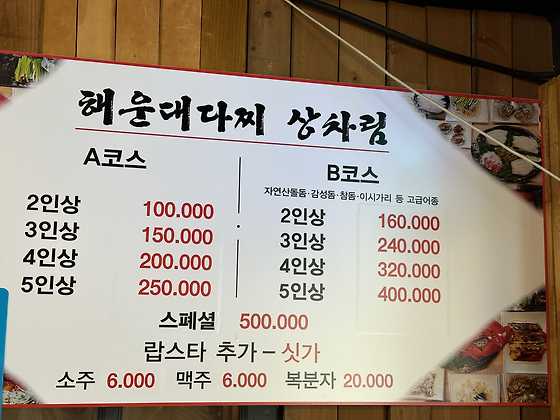 해운대다찌 상차림
A코스
2인상 100.000
3인상 150.000
4인상 200.000
5인상 250.000
B코스
자연산돌돔·감성돔·참돔·이시가리 등 고급어종
2인상 160.000
3인상 240.000
4인상 320.000
5인상 400.000
스폐셜 500.000
랍스타 추가 - 싯가
소주 6.000 맥주 6.000 복분자 20.000